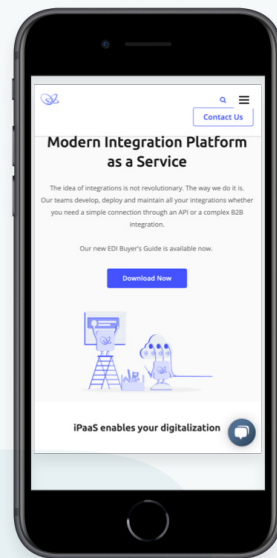 Contact Us
Modern Integration Platform
as a Service
The idea of integrations is not revolutionary. The way we do it is.
Our teams develop, deploy and maintain all your integrations whether
you need a simple connection through an API or a complex B2B
integration.
Our new EDI Buyer's Guide is available now.
Download Now
iPaaS enables your digitalization